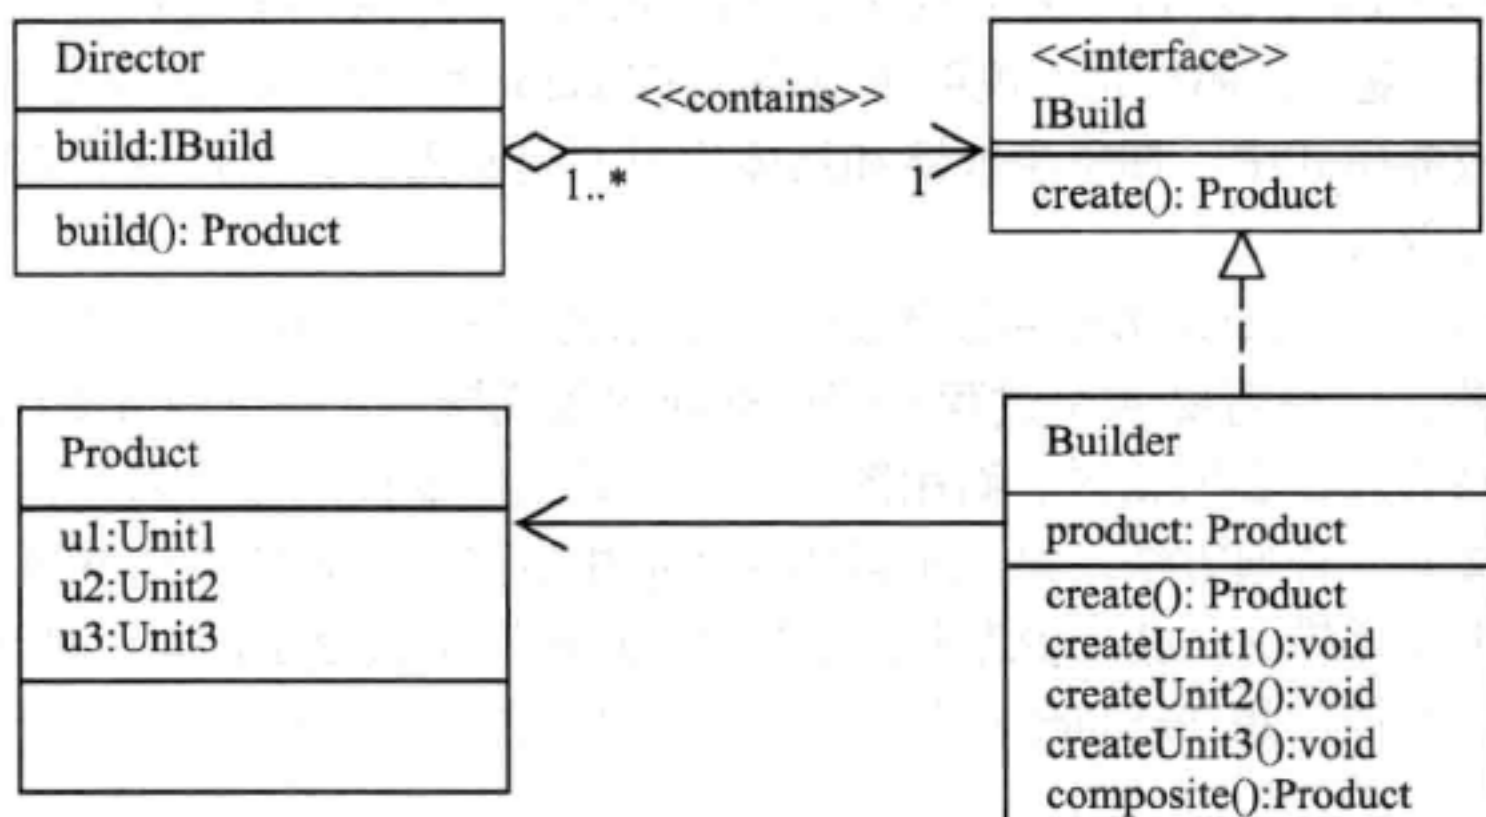 Director
build:IBuild
build(): Product
<<contains>>
1..*
1
<<interface>>
IBuild
create(): Product
Product
u1:Unit1
u2:Unit2
u3:Unit3
Builder
product: Product
create(): Product
createUnit1():void
createUnit2():void
createUnit3():void
composite():Product